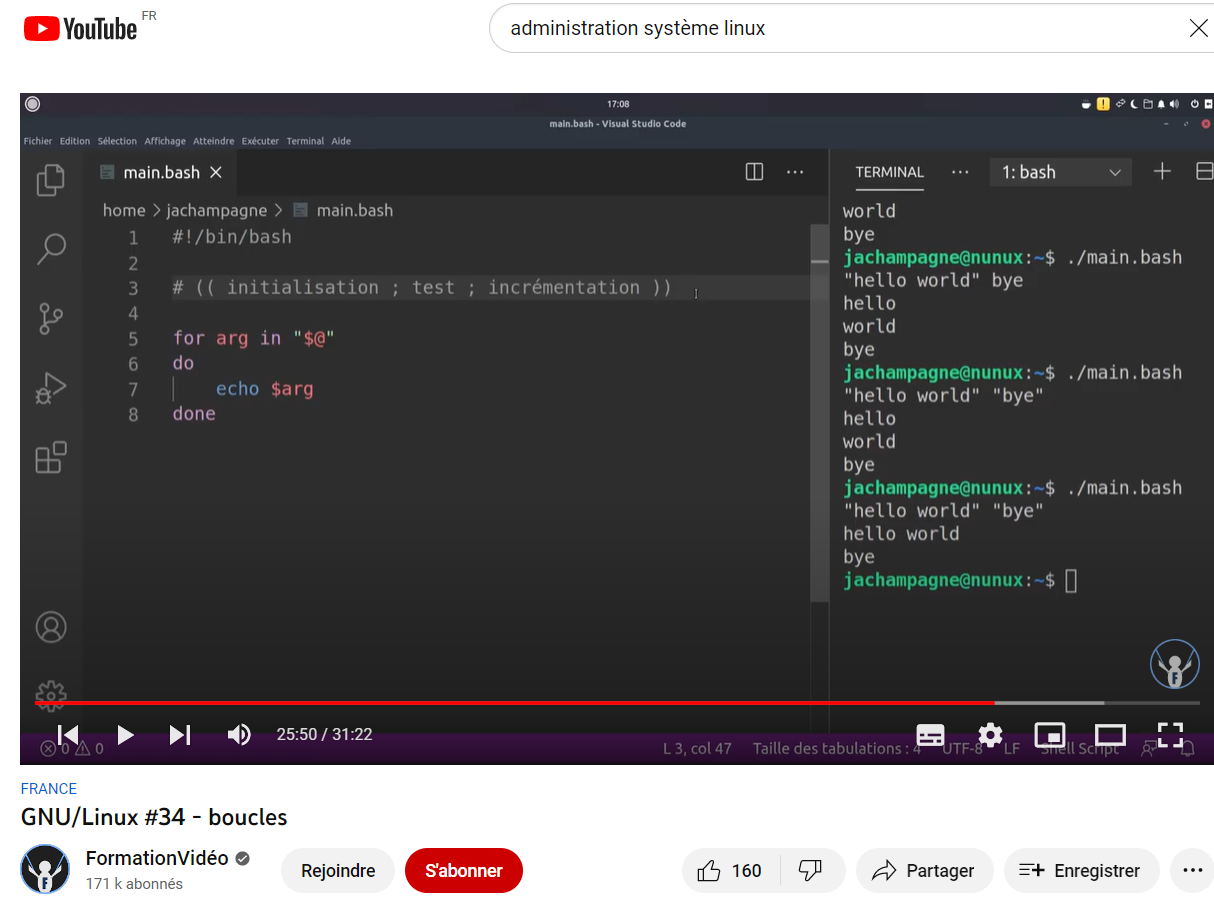 YouTube FR
administration système linux
17:08
main.bash - Visual Studio Code
Fichier Edition Sélection Affichage Atteindre Exécuter Terminal Aide
main.bash
home > jachampagne > main.bash
1 #!/bin/bash
2
3 # (( initialisation ; test ; incrémentation ))
4
5 for arg in "$@"
6 do
7 echo $arg
8 done
TERMINAL ··· 1: bash
world
bye
jachampagne@nunux:~$ ./main.bash
"hello world" bye
hello
world
bye
jachampagne@nunux:~$ ./main.bash
"hello world" "bye"
hello
world
bye
jachampagne@nunux:~$ ./main.bash
"hello world" "bye"
hello world
bye
jachampagne@nunux:~$
F
25:50 / 31:22
0 0
L 3, col 47 Taille des tabulations : 4 UTF-8 LF Shell Script
FRANCE
GNU/Linux #34 - boucles
FormationVidéo
171 k abonnés
F
Rejoindre
S'abonner
160
Partager
Enregistrer